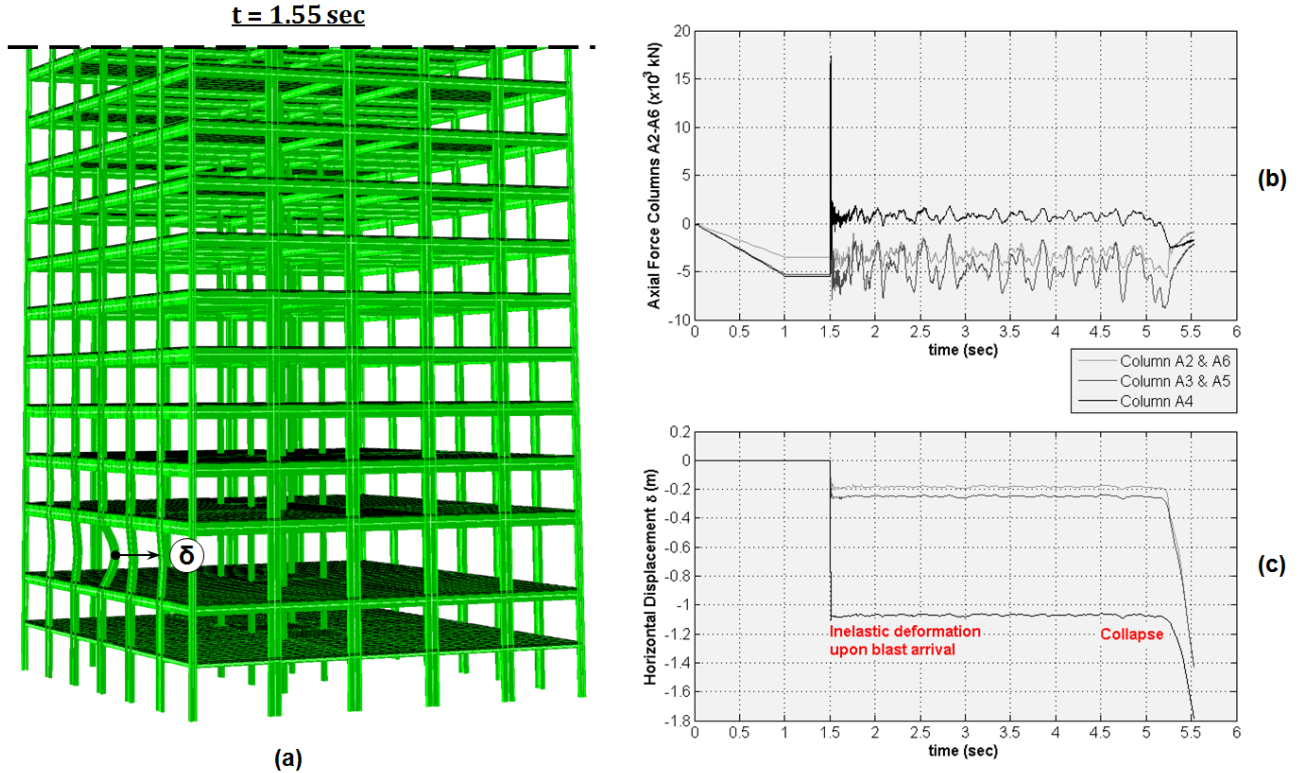 t = 1.55 sec
δ
(a)
20
15
10
5
0
-5
-10
Axial Force Columns A2-A6 (x10³ kN)
0 0.5 1 1.5 2 2.5 3 3.5 4 4.5 5 5.5 6
time (sec)
(b)
Column A2 & A6
Column A3 & A5
Column A4
0.2
0
-0.2
-0.4
-0.6
-0.8
-1
-1.2
-1.4
-1.6
-1.8
Horizontal Displacement δ (m)
Inelastic deformation
upon blast arrival
Collapse
0 0.5 1 1.5 2 2.5 3 3.5 4 4.5 5 5.5 6
time (sec)
(c)